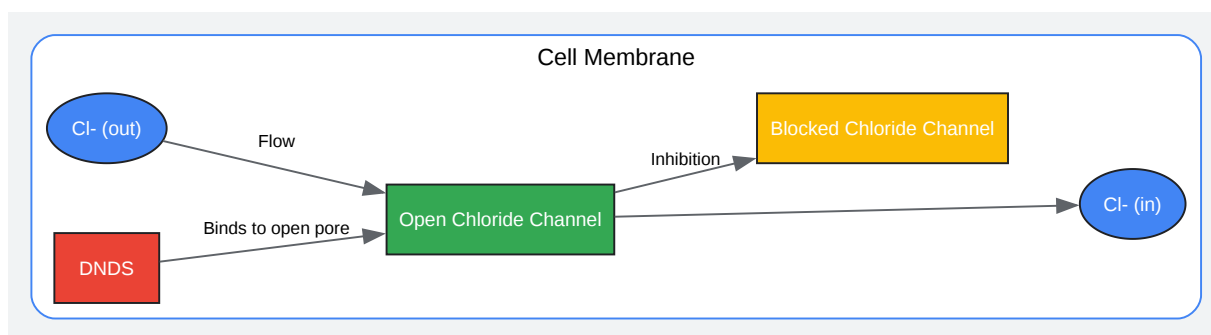 Cell Membrane
Cl- (out)
Flow
Inhibition
Blocked Chloride Channel
Open Chloride Channel
Cl- (in)
Binds to open pore
DNDS